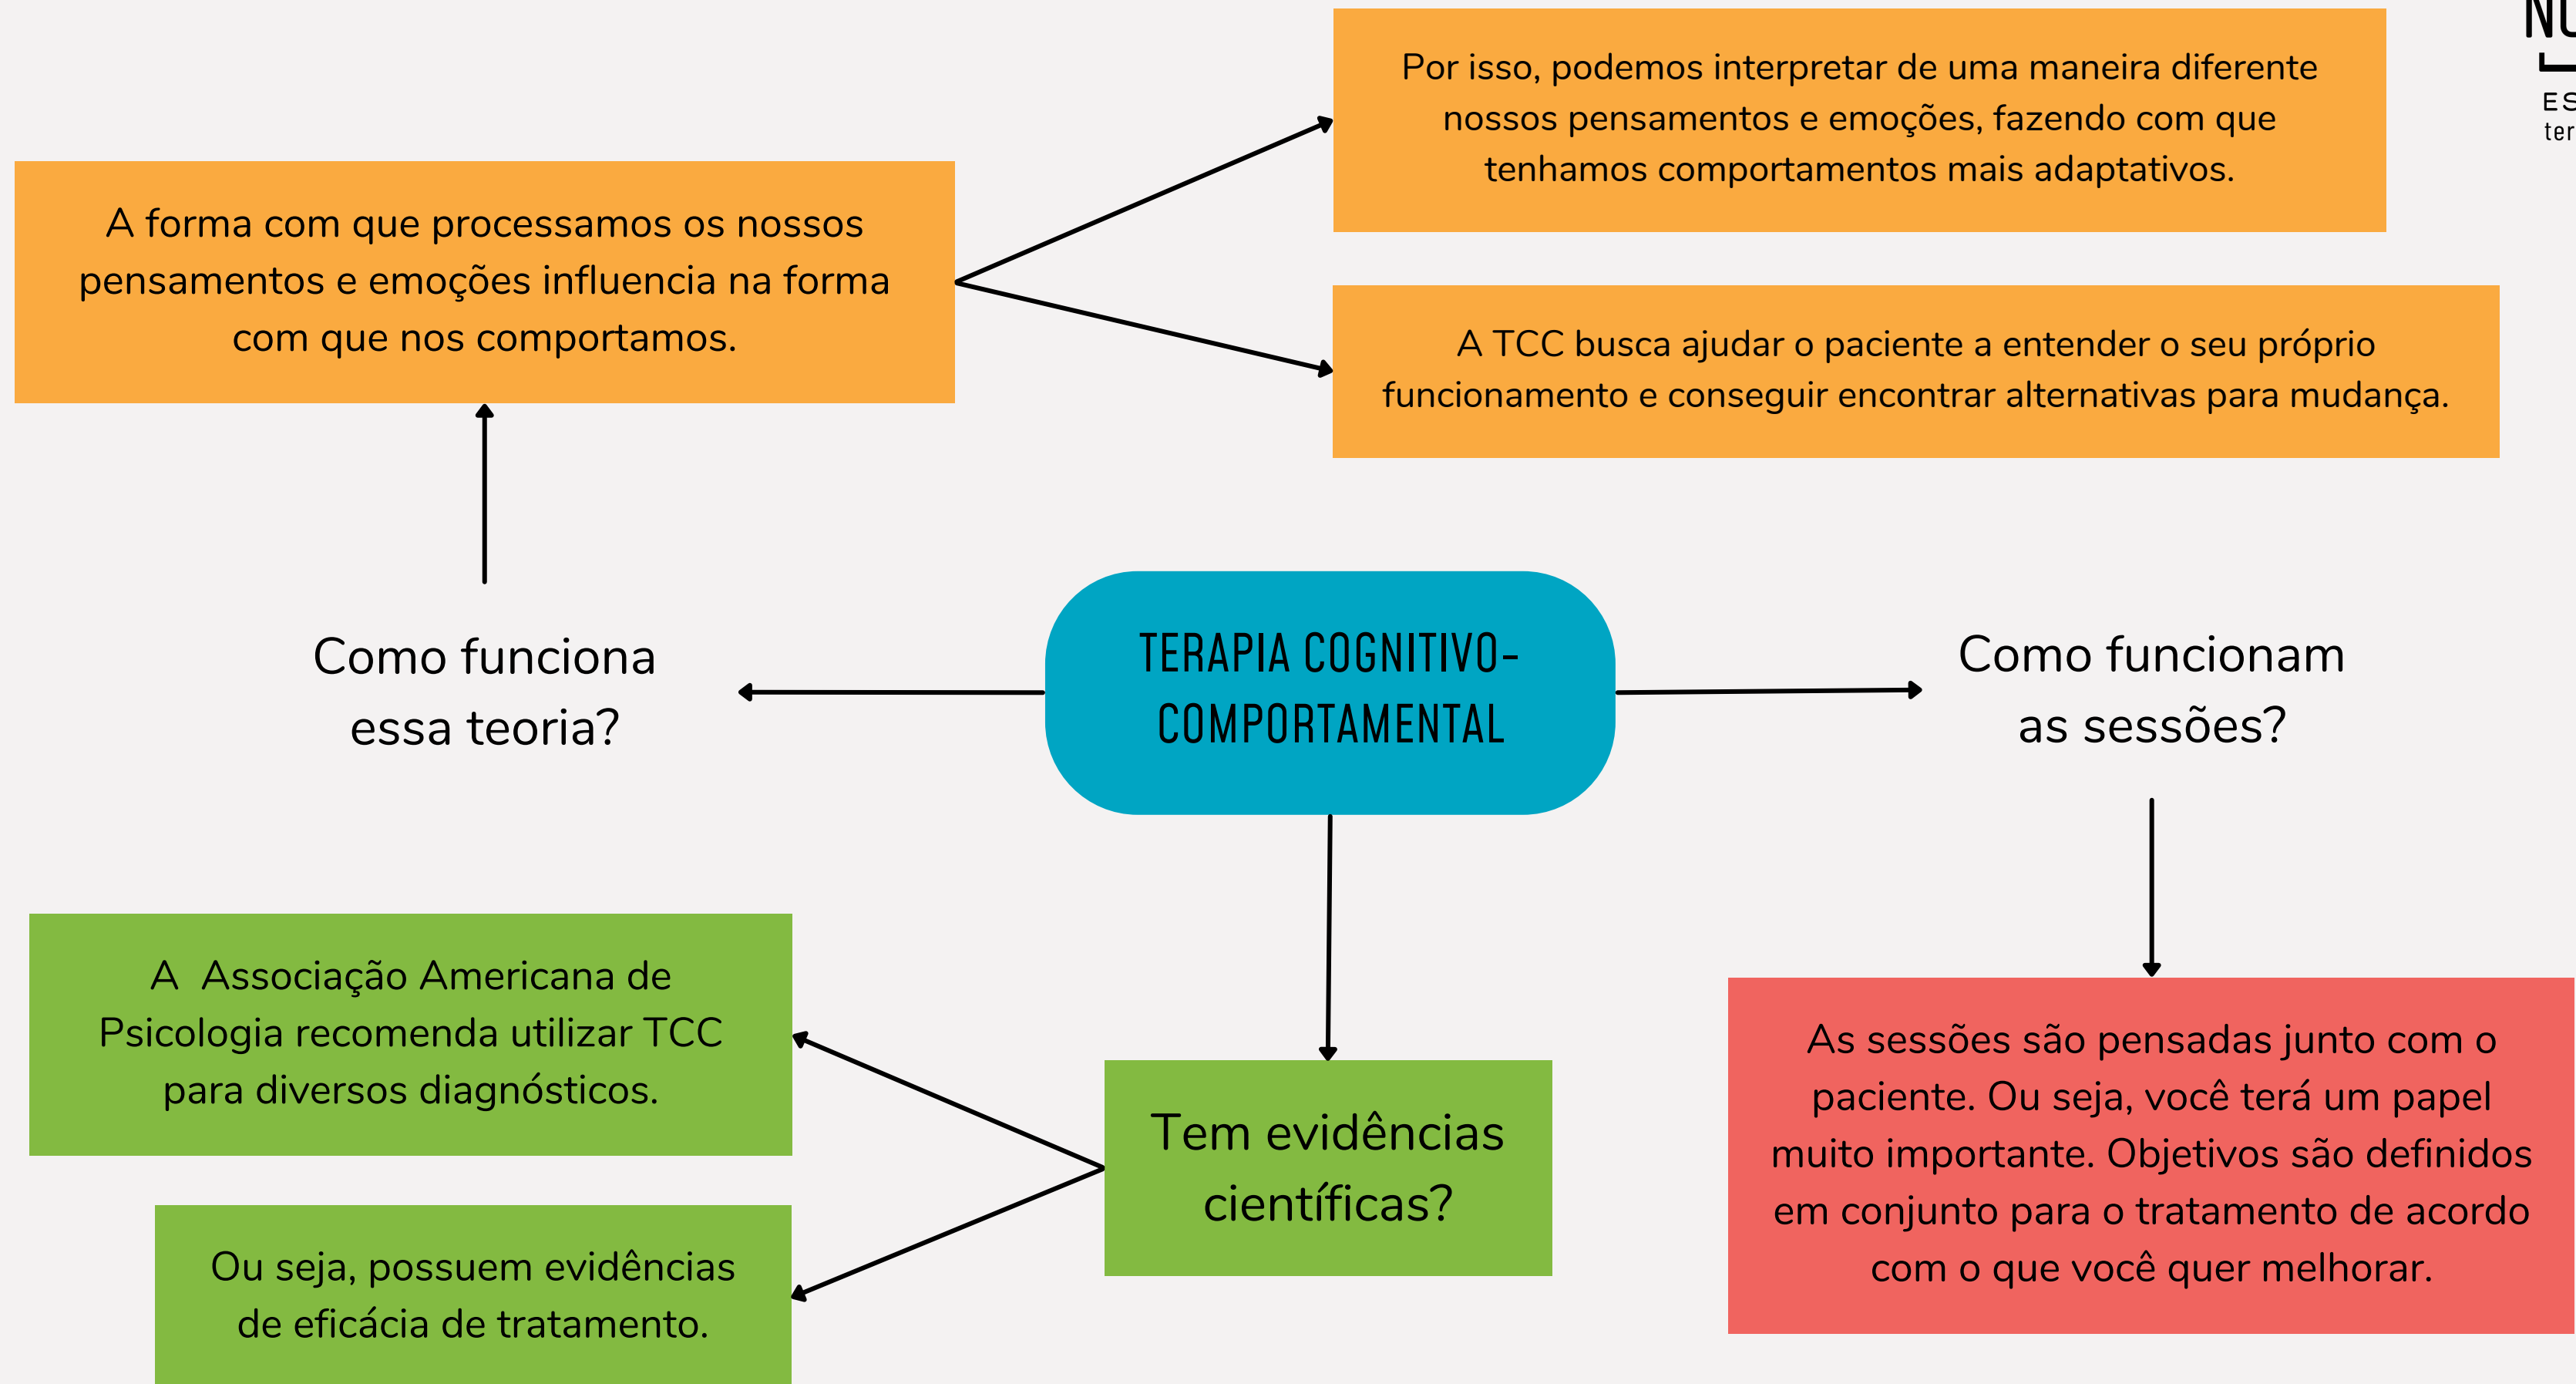 Por isso, podemos interpretar de uma maneira diferente
nossos pensamentos e emoções, fazendo com que
tenhamos comportamentos mais adaptativos.
A forma com que processamos os nossos
pensamentos e emoções influencia na forma
com que nos comportamos.
A TCC busca ajudar o paciente a entender o seu próprio
funcionamento e conseguir encontrar alternativas para mudança.
Como funciona
essa teoria?
TERAPIA COGNITIVO-
COMPORTAMENTAL
Como funcionam
as sessões?
A  Associação Americana de
Psicologia recomenda utilizar TCC
para diversos diagnósticos.
Tem evidências
científicas?
Ou seja, possuem evidências
de eficácia de tratamento.
As sessões são pensadas junto com o
paciente. Ou seja, você terá um papel
muito importante. Objetivos são definidos
em conjunto para o tratamento de acordo
com o que você quer melhorar.